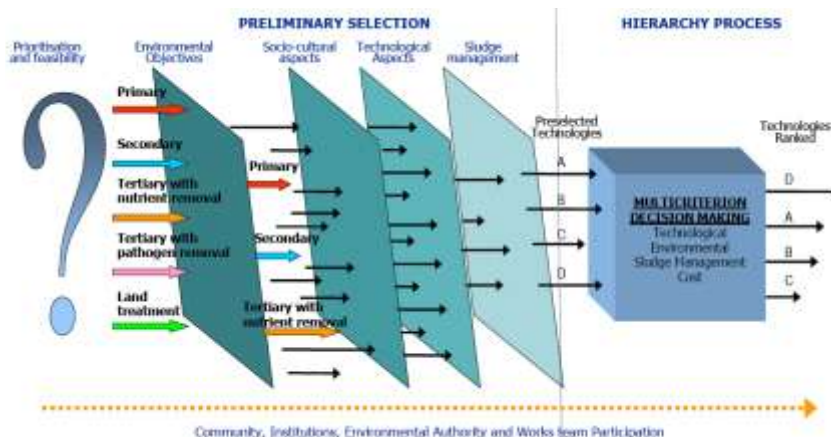 PRELIMINARY SELECTION
HIERARCHY PROCESS
Prioritisation
and feasibility
Environmental
Objectives
Socio-cultural
aspects
Technological
Aspects
Sludge
management
Primary
Secondary
Tertiary with
nutrient removal
Tertiary with
pathogen removal
Land
treatment
Primary
Secondary
Tertiary with
nutrient removal
Preselected
Technologies
A
B
C
D
MULTICRITERION
DECISION MAKING
Technological
Environmental
Sludge Management
Cost
Technologies
Ranked
D
A
B
C
Community, Institutions, Environmental Authority and Works team Participation